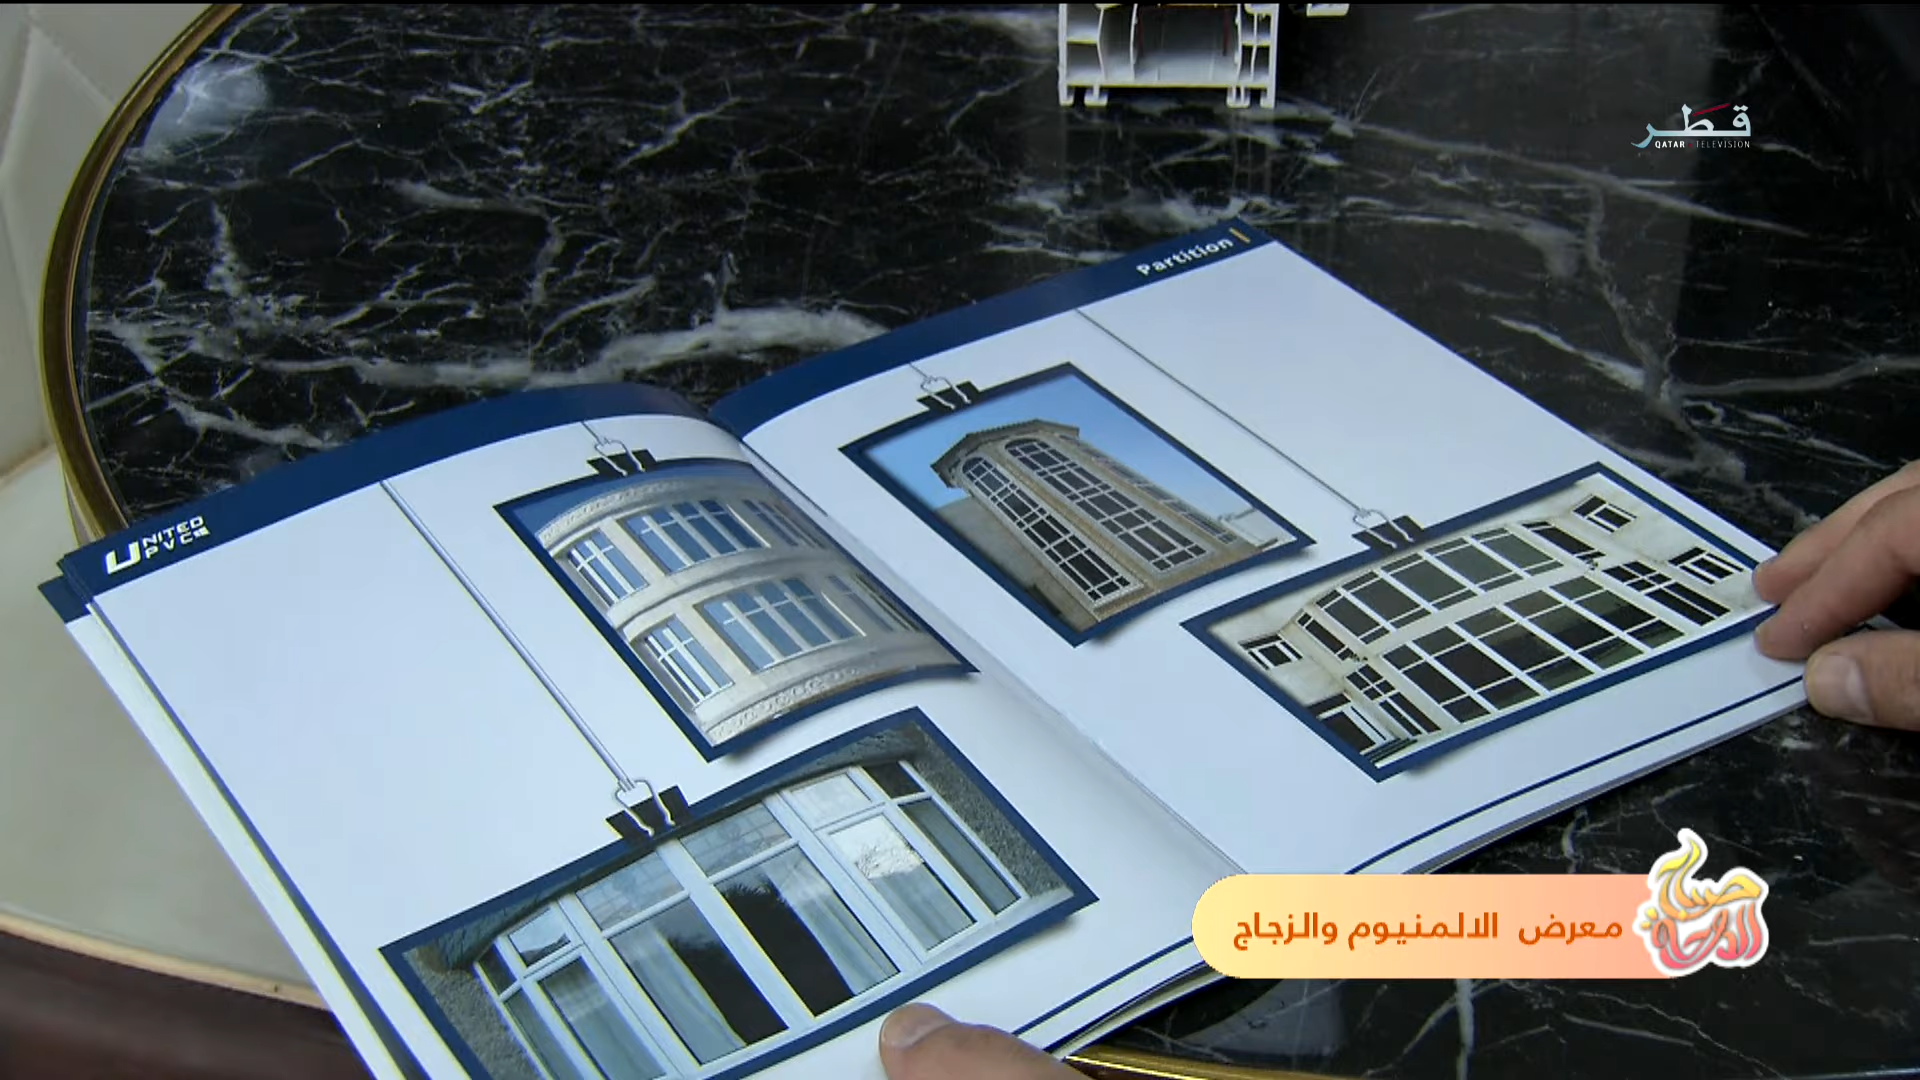 قطر
QATAR TELEVISION
Partition
UNITED
PVC
معرض الالمنيوم والزجاج
صباح
الدوحة